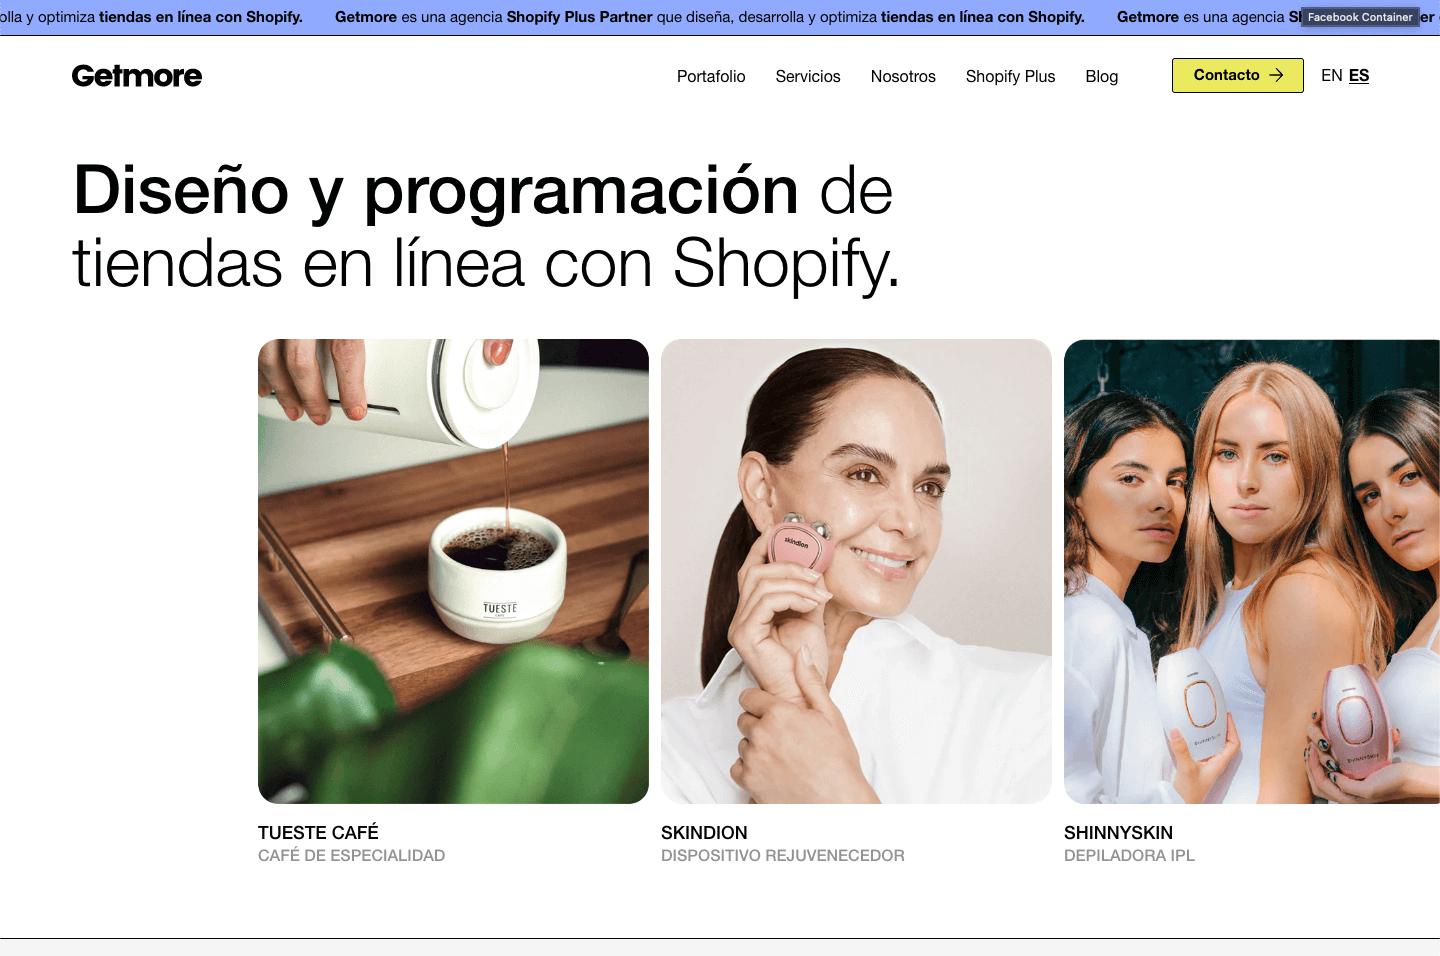 olla y optimiza tiendas en línea con Shopify. Getmore es una agencia Shopify Plus Partner que diseña, desarrolla y optimiza tiendas en línea con Shopify. Getmore es una agencia
Facebook Container
Getmore
Portafolio Servicios Nosotros Shopify Plus Blog Contacto → EN ES
Diseño y programación de
tiendas en línea con Shopify.
TUESTE
CAFÉ
skindion
SHINNYSKIN
SHINNYSKIN
TUESTE CAFÉ
CAFÉ DE ESPECIALIDAD
SKINDION
DISPOSITIVO REJUVENECEDOR
SHINNYSKIN
DEPILADORA IPL